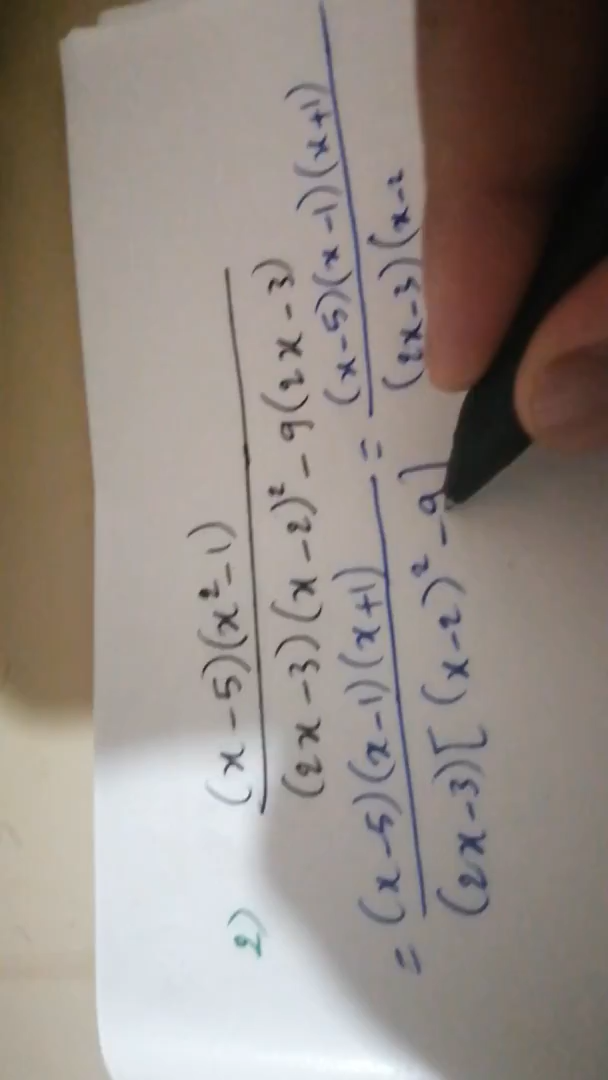 2) (x-5)(x²-1)
(2x-3)(x-2)²-9(2x-3)
= (x-5)(x-1)(x+1) = (x-5)(x-1)(x+1)
(2x-3)[(x-2)²-9] (2x-3)(x-2